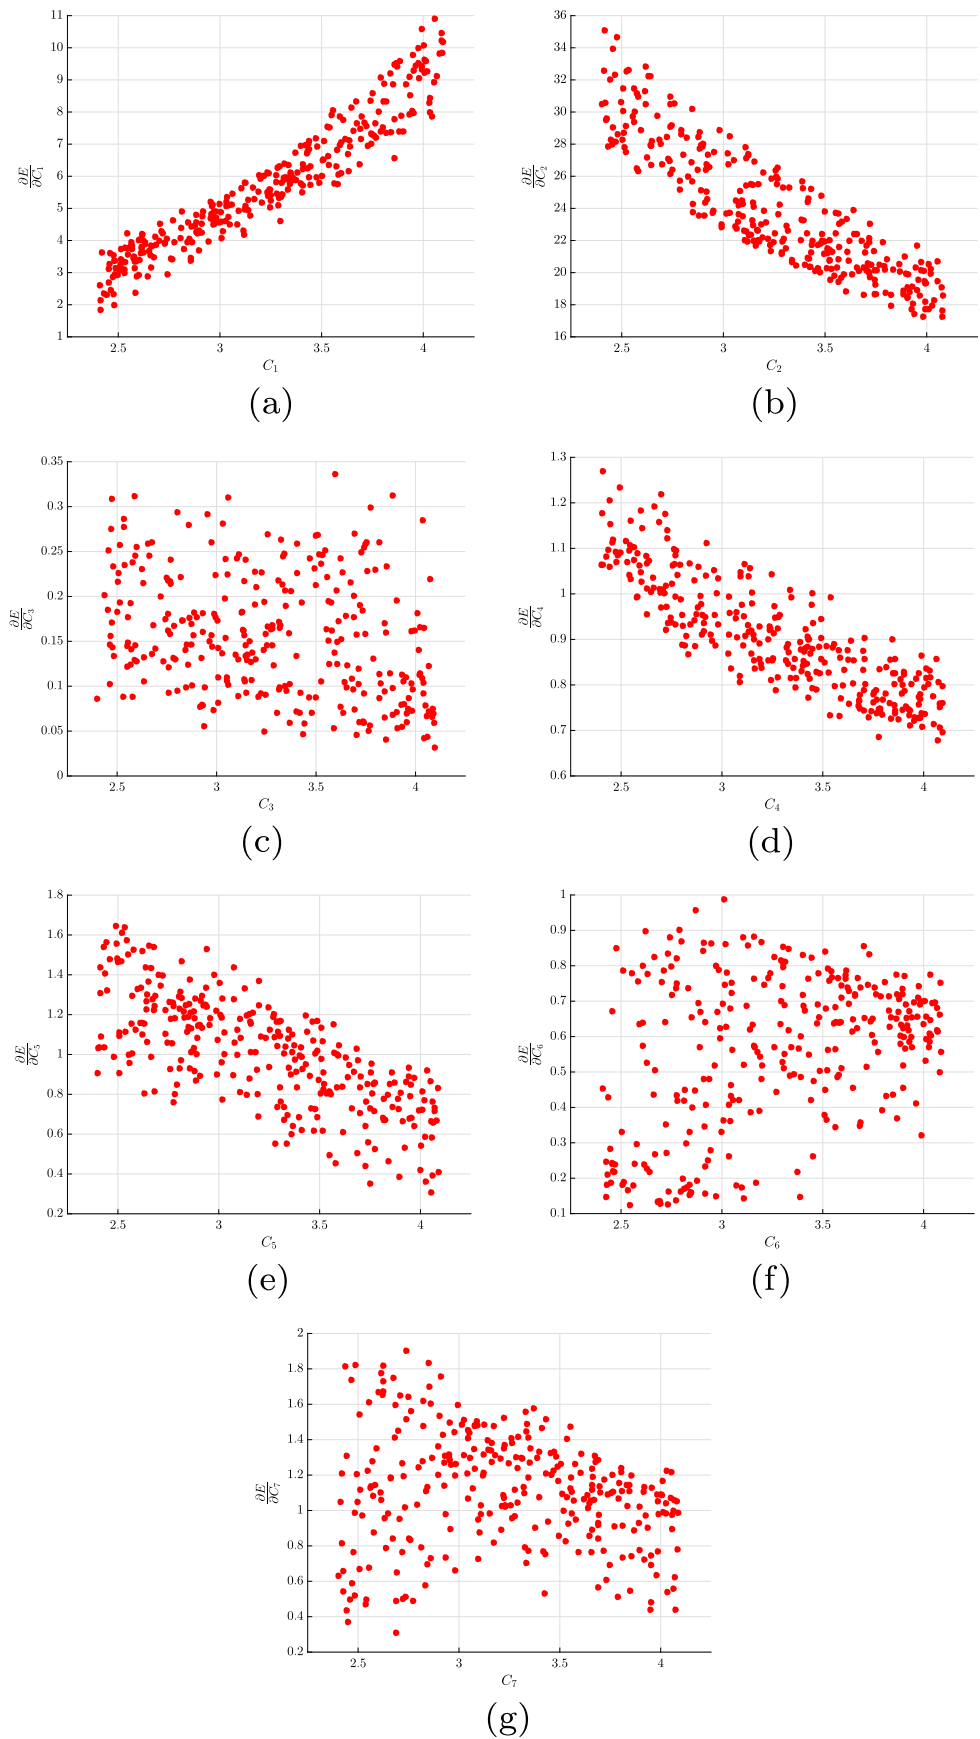 11
10
9
8
7
6
5
4
3
2
1
∂E
∂C₁
2.5 3 3.5 4
C₁
(a)
36
34
32
30
28
26
24
22
20
18
16
∂E
∂C₂
2.5 3 3.5 4
C₂
(b)
0.35
0.3
0.25
0.2
0.15
0.1
0.05
0
∂E
∂C₃
2.5 3 3.5 4
C₃
(c)
1.3
1.2
1.1
1
0.9
0.8
0.7
0.6
∂E
∂C₄
2.5 3 3.5 4
C₄
(d)
1.8
1.6
1.4
1.2
1
0.8
0.6
0.4
0.2
∂E
∂C₅
2.5 3 3.5 4
C₅
(e)
1
0.9
0.8
0.7
0.6
0.5
0.4
0.3
0.2
0.1
∂E
∂C₆
2.5 3 3.5 4
C₆
(f)
2
1.8
1.6
1.4
1.2
1
0.8
0.6
0.4
0.2
∂E
∂C₇
2.5 3 3.5 4
C₇
(g)